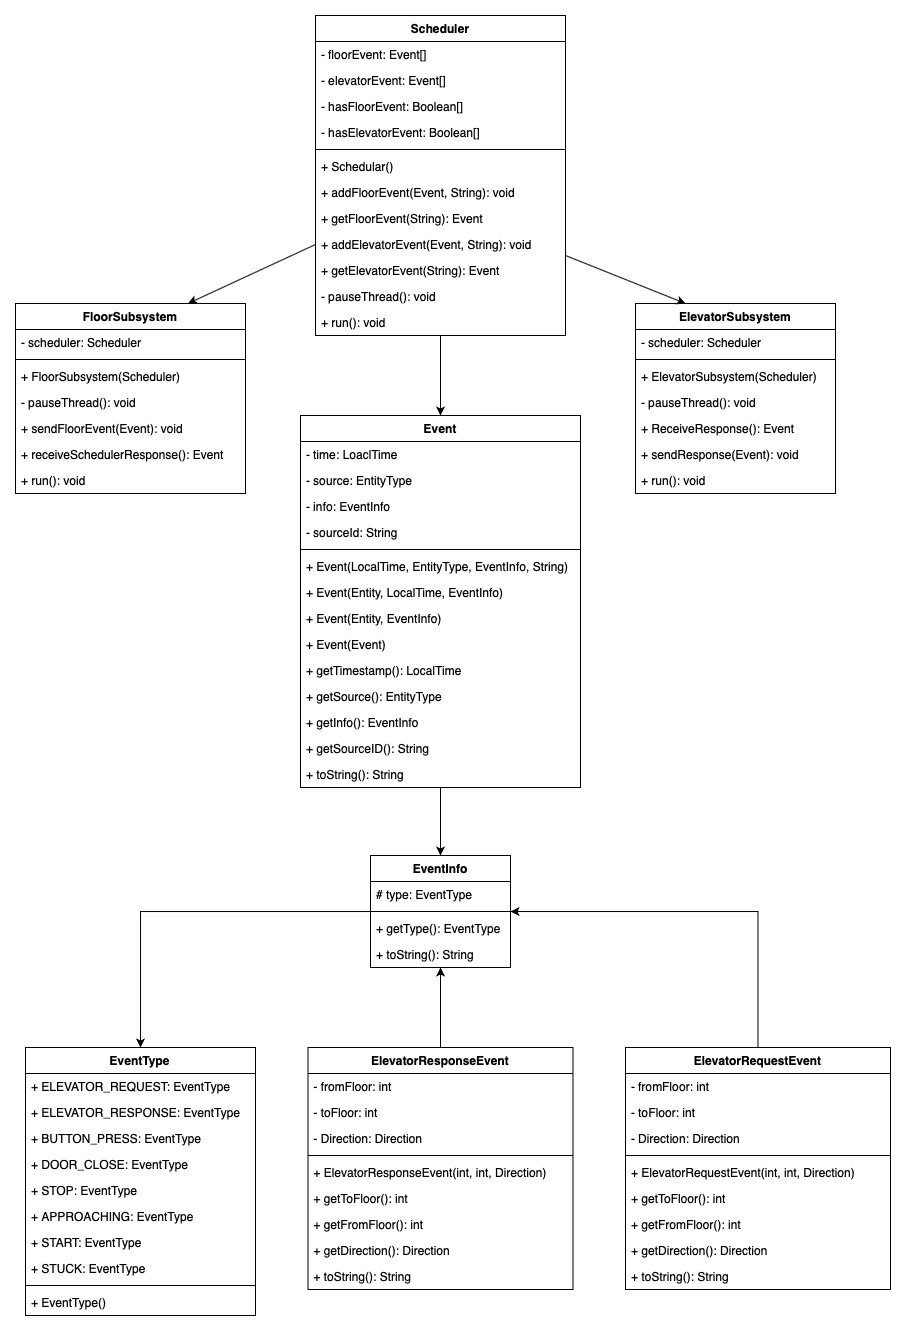 Scheduler
- floorEvent: Event[]
- elevatorEvent: Event[]
- hasFloorEvent: Boolean[]
- hasElevatorEvent: Boolean[]
+ Schedular()
+ addFloorEvent(Event, String): void
+ getFloorEvent(String): Event
+ addElevatorEvent(Event, String): void
+ getElevatorEvent(String): Event
- pauseThread(): void
+ run(): void
FloorSubsystem
- scheduler: Scheduler
+ FloorSubsystem(Scheduler)
- pauseThread(): void
+ sendFloorEvent(Event): void
+ receiveSchedulerResponse(): Event
+ run(): void
ElevatorSubsystem
- scheduler: Scheduler
+ ElevatorSubsystem(Scheduler)
- pauseThread(): void
+ ReceiveResponse(): Event
+ sendResponse(Event): void
+ run(): void
Event
- time: LoaclTime
- source: EntityType
- info: EventInfo
- sourceId: String
+ Event(LocalTime, EntityType, EventInfo, String)
+ Event(Entity, LocalTime, EventInfo)
+ Event(Entity, EventInfo)
+ Event(Event)
+ getTimestamp(): LocalTime
+ getSource(): EntityType
+ getInfo(): EventInfo
+ getSourceID(): String
+ toString(): String
EventInfo
# type: EventType
+ getType(): EventType
+ toString(): String
EventType
+ ELEVATOR_REQUEST: EventType
+ ELEVATOR_RESPONSE: EventType
+ BUTTON_PRESS: EventType
+ DOOR_CLOSE: EventType
+ STOP: EventType
+ APPROACHING: EventType
+ START: EventType
+ STUCK: EventType
+ EventType()
ElevatorResponseEvent
- fromFloor: int
- toFloor: int
- Direction: Direction
+ ElevatorResponseEvent(int, int, Direction)
+ getToFloor(): int
+ getFromFloor(): int
+ getDirection(): Direction
+ toString(): String
ElevatorRequestEvent
- fromFloor: int
- toFloor: int
- Direction: Direction
+ ElevatorRequestEvent(int, int, Direction)
+ getToFloor(): int
+ getFromFloor(): int
+ getDirection(): Direction
+ toString(): String